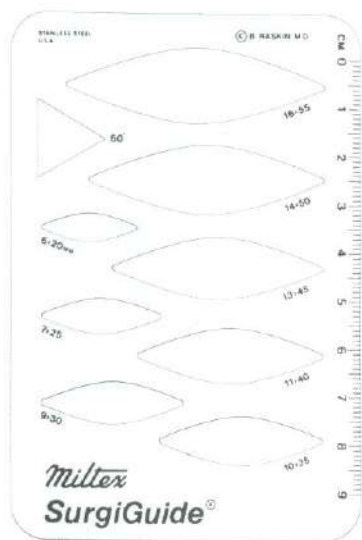 STAINLESS STEEL
U.S.A.
Ⓚ B RASKIN M.D.
CM 0
1
2
3
4
5
6
7
8
9
16×55
60°
14×50
6×20mm
13×45
7×25
11×40
9×30
10×35
Miltex
SurgiGuide®